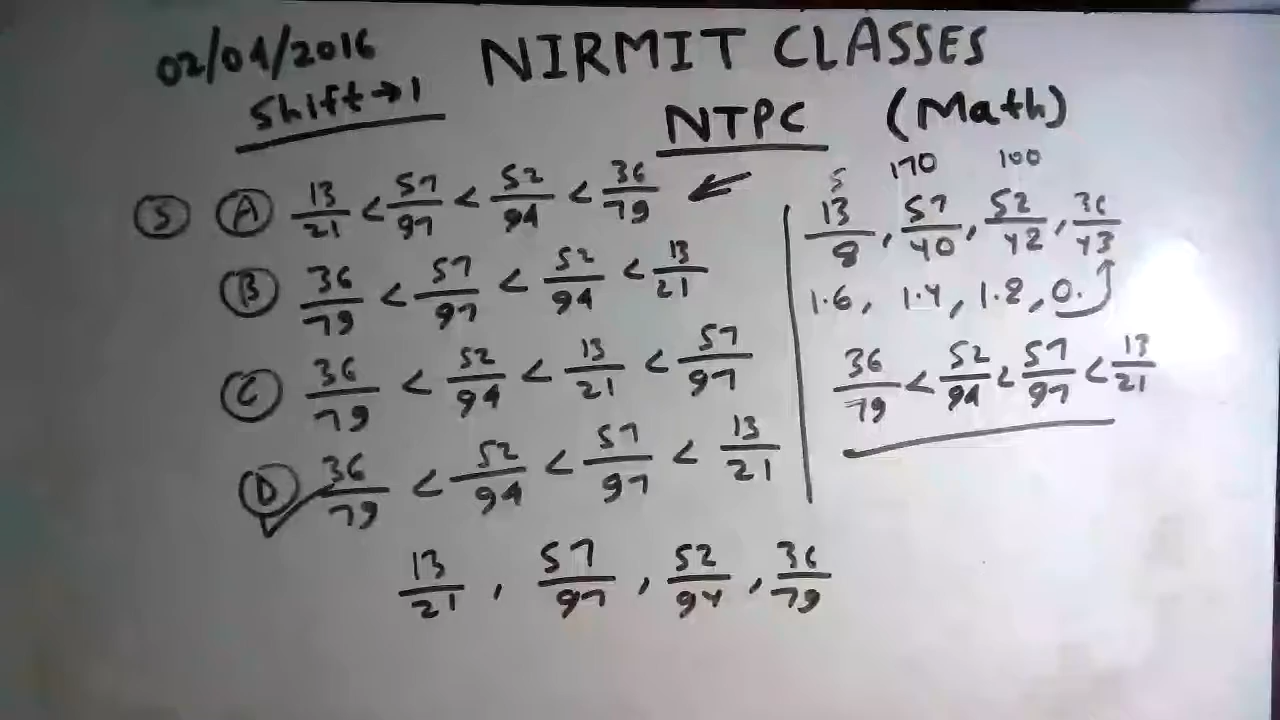 02/04/2016 NIRMIT CLASSES
Shift→1 NTPC (Math)
5 A 13/21 < 57/97 < 52/94 < 36/79
B 36/79 < 57/97 < 52/94 < 13/21
C 36/79 < 52/94 < 13/21 < 57/97
D 36/79 < 52/94 < 57/97 < 13/21
13/21, 57/97, 52/94, 36/79
5 170 100
13/8, 57/40, 52/42, 36/43
1.6, 1.4, 1.2, 0.
36/79 < 52/94 < 57/97 < 13/21